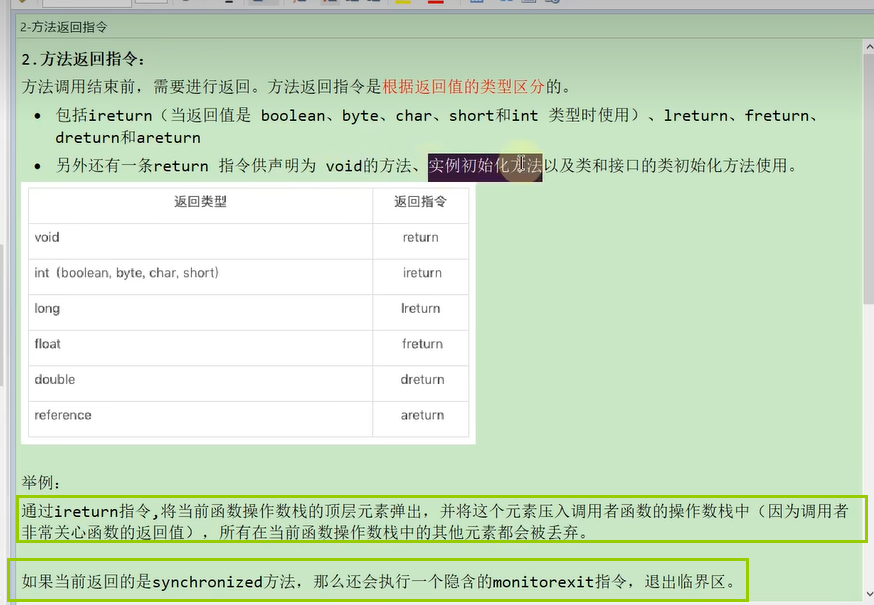 2-方法返回指令
2.方法返回指令:
方法调用结束前，需要进行返回。方法返回指令是根据返回值的类型区分的。
• 包括ireturn（当返回值是 boolean、byte、char、short和int 类型时使用）、lreturn、freturn、
dreturn和areturn
• 另外还有一条return 指令供声明为 void的方法、实例初始化方法以及类和接口的类初始化方法使用。
返回类型 返回指令
void return
int (boolean, byte, char, short) ireturn
long lreturn
float freturn
double dreturn
reference areturn
举例:
通过ireturn指令,将当前函数操作数栈的顶层元素弹出，并将这个元素压入调用者函数的操作数栈中（因为调用者
非常关心函数的返回值），所有在当前函数操作数栈中的其他元素都会被丢弃。
如果当前返回的是synchronized方法，那么还会执行一个隐含的monitorexit指令，退出临界区。